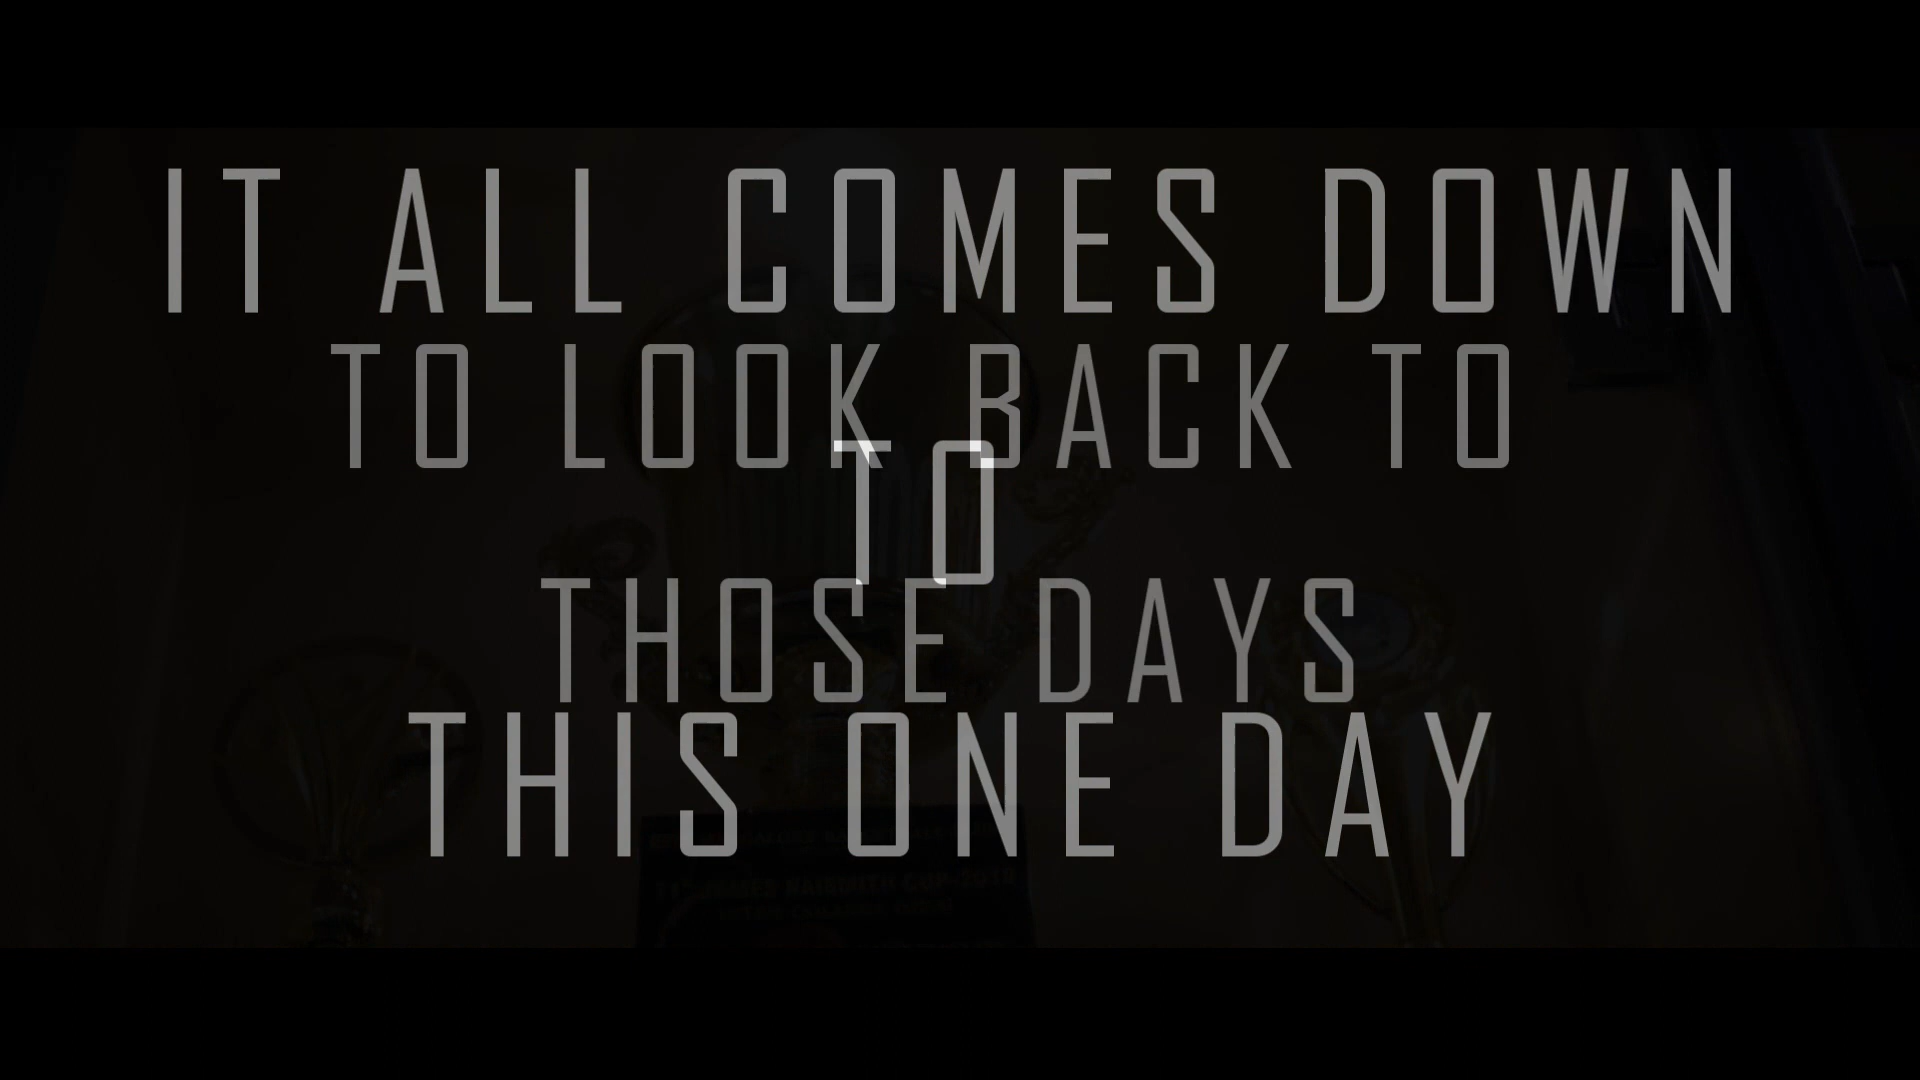 IT ALL COMES DOWN
TO LOOK BACK TO
TO
THOSE DAYS
THIS ONE DAY